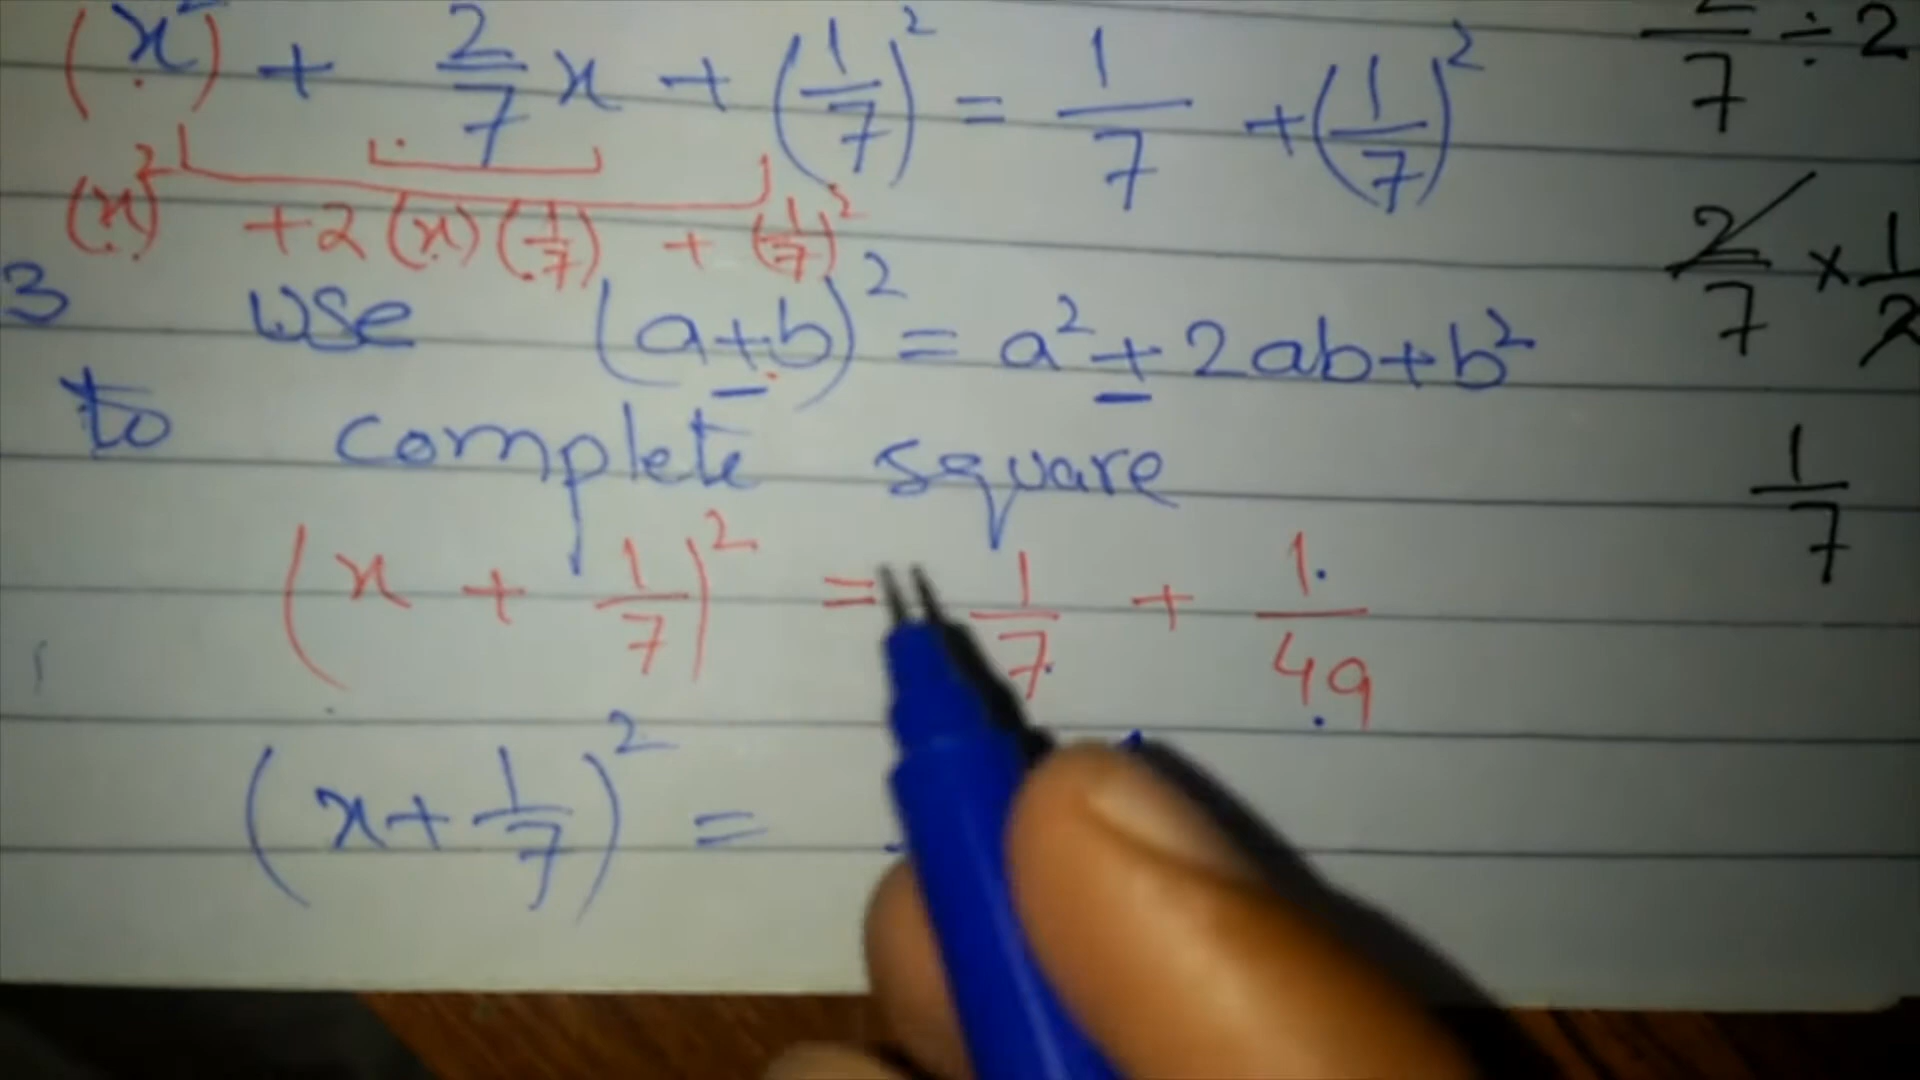 (x²) + 2/7 x + (1/7)² = 1/7 + (1/7)²
(x)² + 2 (x) (1/7) + (1/7)²
3 use (a+b)² = a² + 2ab + b²
to complete square
(x + 1/7)² = 1/7 + 1/49
(x + 1/7)² =
2/7 ÷ 2
2/7 × 1/2
1/7